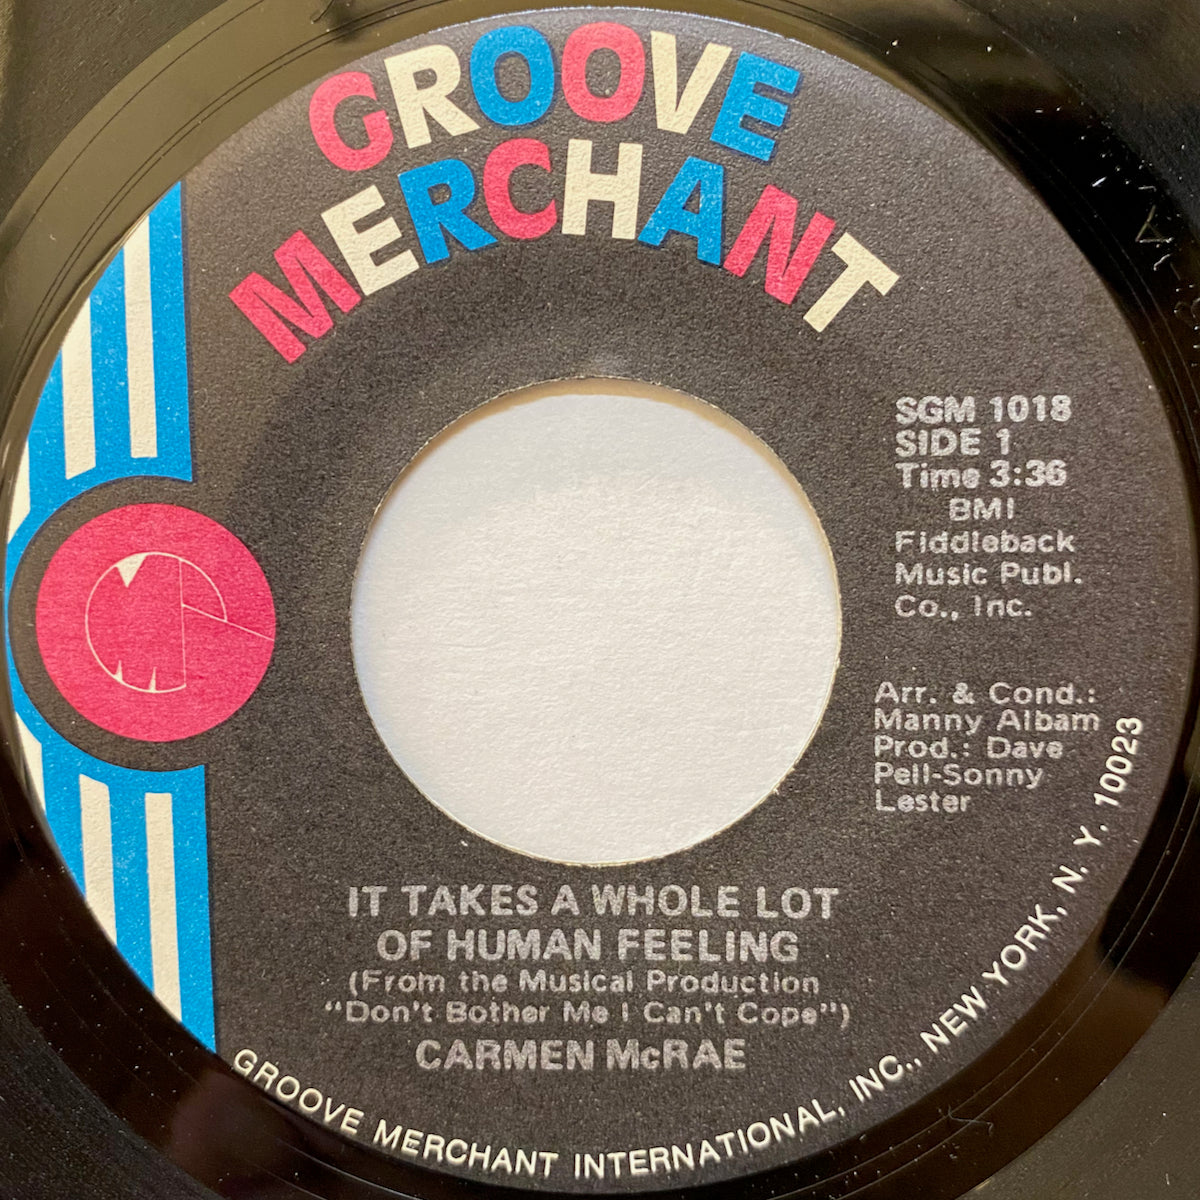 GROOVE
MERCHANT
SGM 1018
SIDE 1
Time 3:36
BMI
Fiddleback
Music Publ.
Co., Inc.
Arr. & Cond.:
Manny Albam
Prod.: Dave
Pell-Sonny
Lester
IT TAKES A WHOLE LOT
OF HUMAN FEELING
(From the Musical Production
"Don't Bother Me I Can't Cope")
CARMEN McRAE
GROOVE MERCHANT INTERNATIONAL, INC., NEW YORK, N. Y. 10023